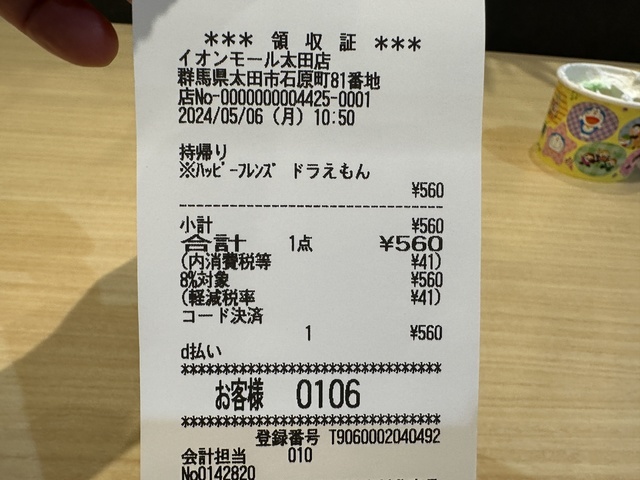 *** 領 収 証 ***
イオンモール太田店
群馬県太田市石原町81番地
店No-0000000004425-0001
2024/05/06 (月) 10:50
持帰り
※ﾊｯﾋﾟｰﾌﾚﾝｽﾞ ドラえもん
¥560
小計 ¥560
合計 1点 ¥560
(内消費税等 ¥41)
8%対象 ¥560
(軽減税率 ¥41)
コード決済
1 ¥560
d払い
お客様 0106
登録番号 T9060002040492
会計担当 010
No0142820